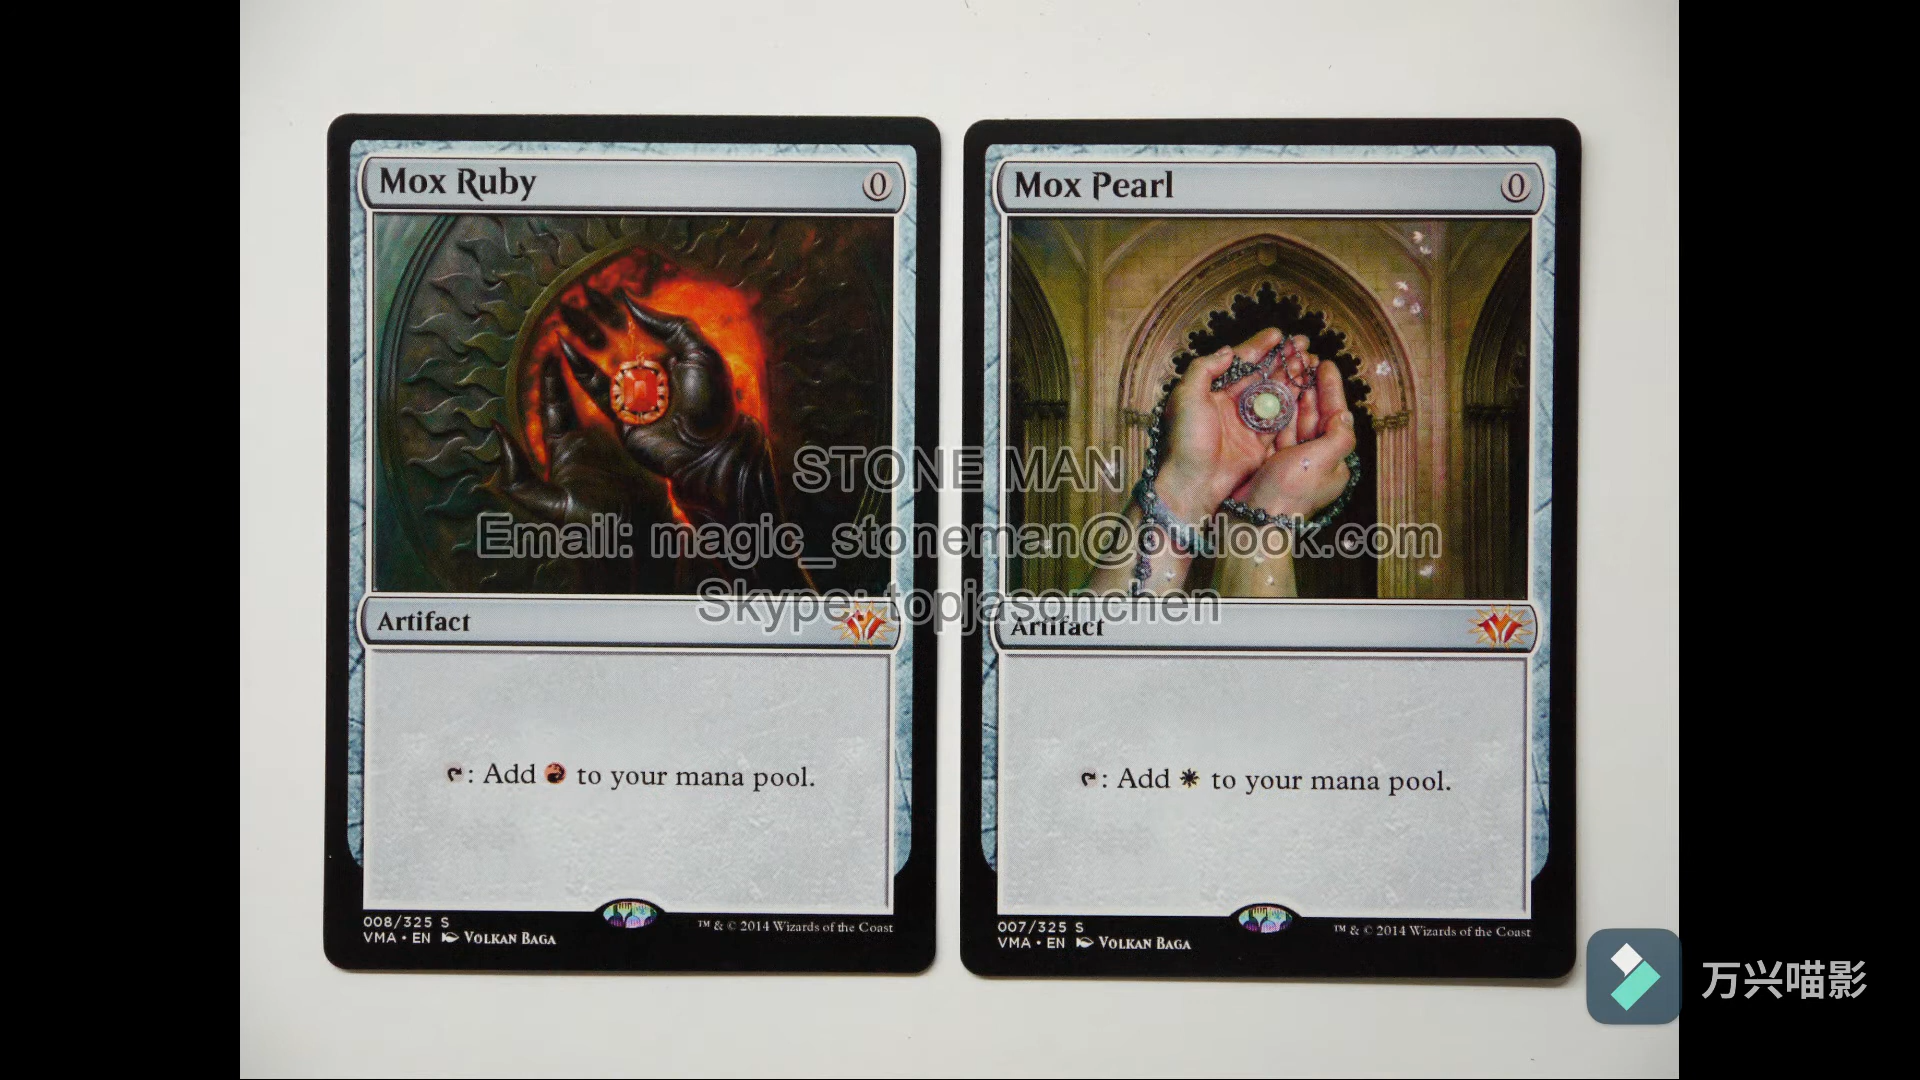 Mox Ruby 0
Artifact
: Add to your mana pool.
008/325 S
VMA • EN VOLKAN BAGA
™ & © 2014 Wizards of the Coast
Mox Pearl 0
Artifact
: Add to your mana pool.
007/325 S
VMA • EN VOLKAN BAGA
™ & © 2014 Wizards of the Coast
STONE MAN
Email: magic_stoneman@outlook.com
Skype: topjasonchen
万兴喵影